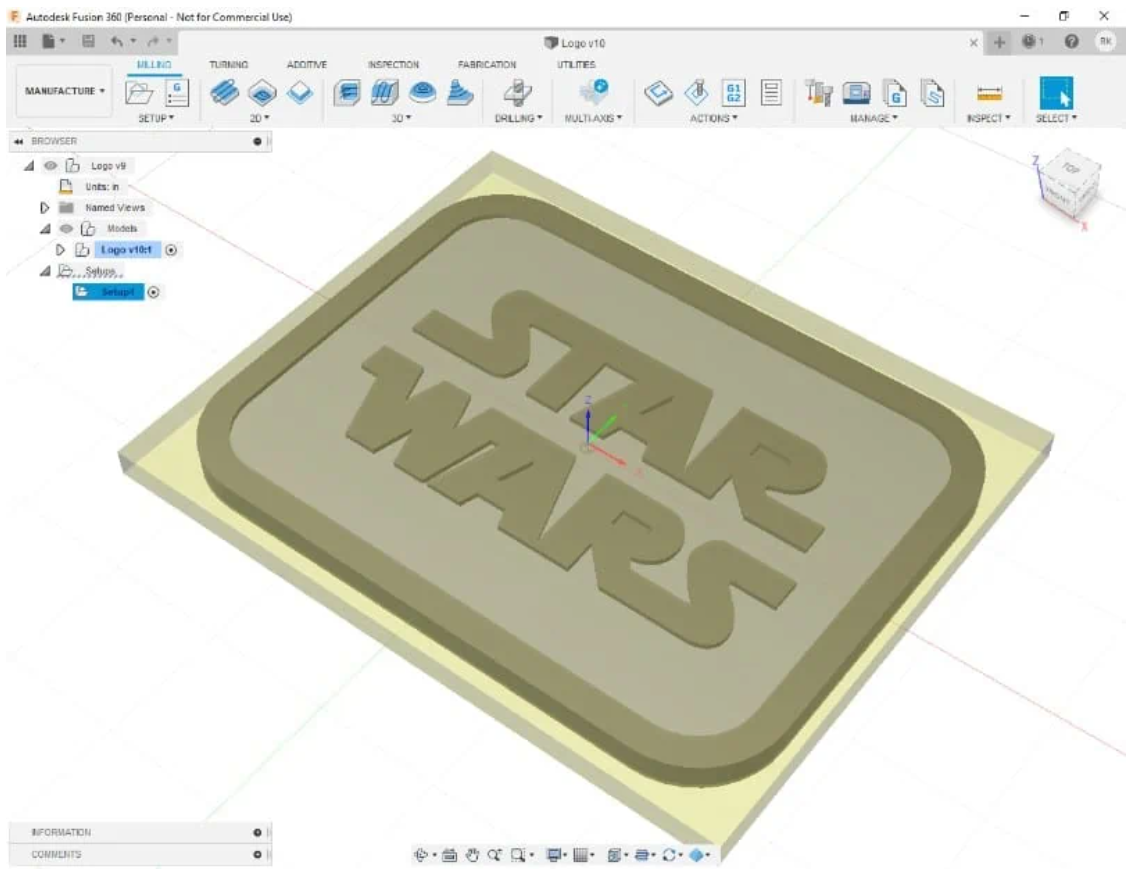 Autodesk Fusion 360 (Personal - Not for Commercial Use)
Logo v10
1
RK
MANUFACTURE
MILLING TURNING ADDITIVE INSPECTION FABRICATION UTILITIES
G
G1
G2
G
SETUP 2D 3D DRILLING MULTI-AXIS ACTIONS MANAGE INSPECT SELECT
BROWSER
Logo v9
Units: in
Named Views
Models
Logo v10:1
Setups
Setup1
TOP
FRONT
Z
X
STAR
WARS
Z
X
INFORMATION
COMMENTS